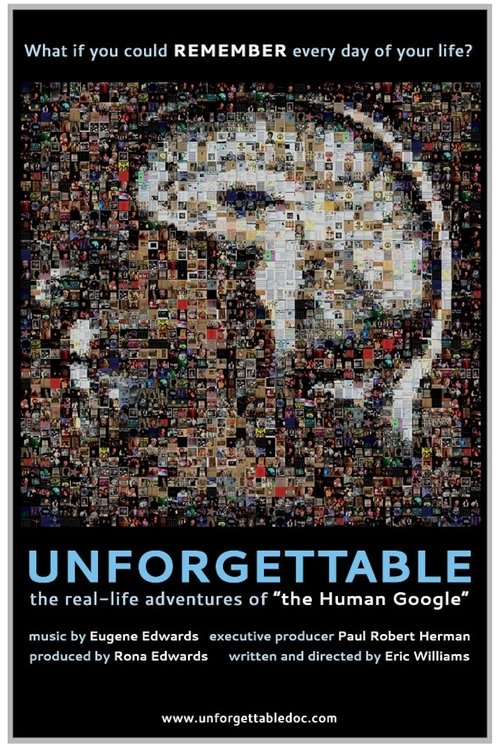 What if you could REMEMBER every day of your life?
UNFORGETTABLE
the real-life adventures of "the Human Google"
music by Eugene Edwards executive producer Paul Robert Herman
produced by Rona Edwards written and directed by Eric Williams
www.unforgettabledoc.com